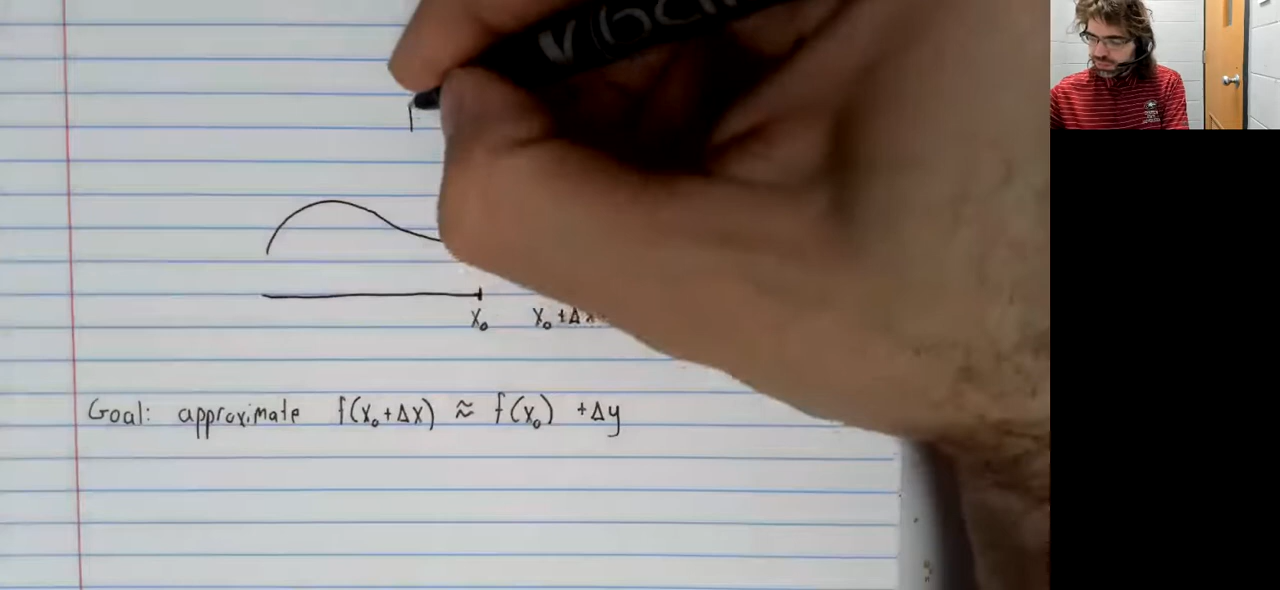 x₀ x₀ + Δx
Goal: approximate f(x₀+Δx) ≈ f(x₀) + Δy